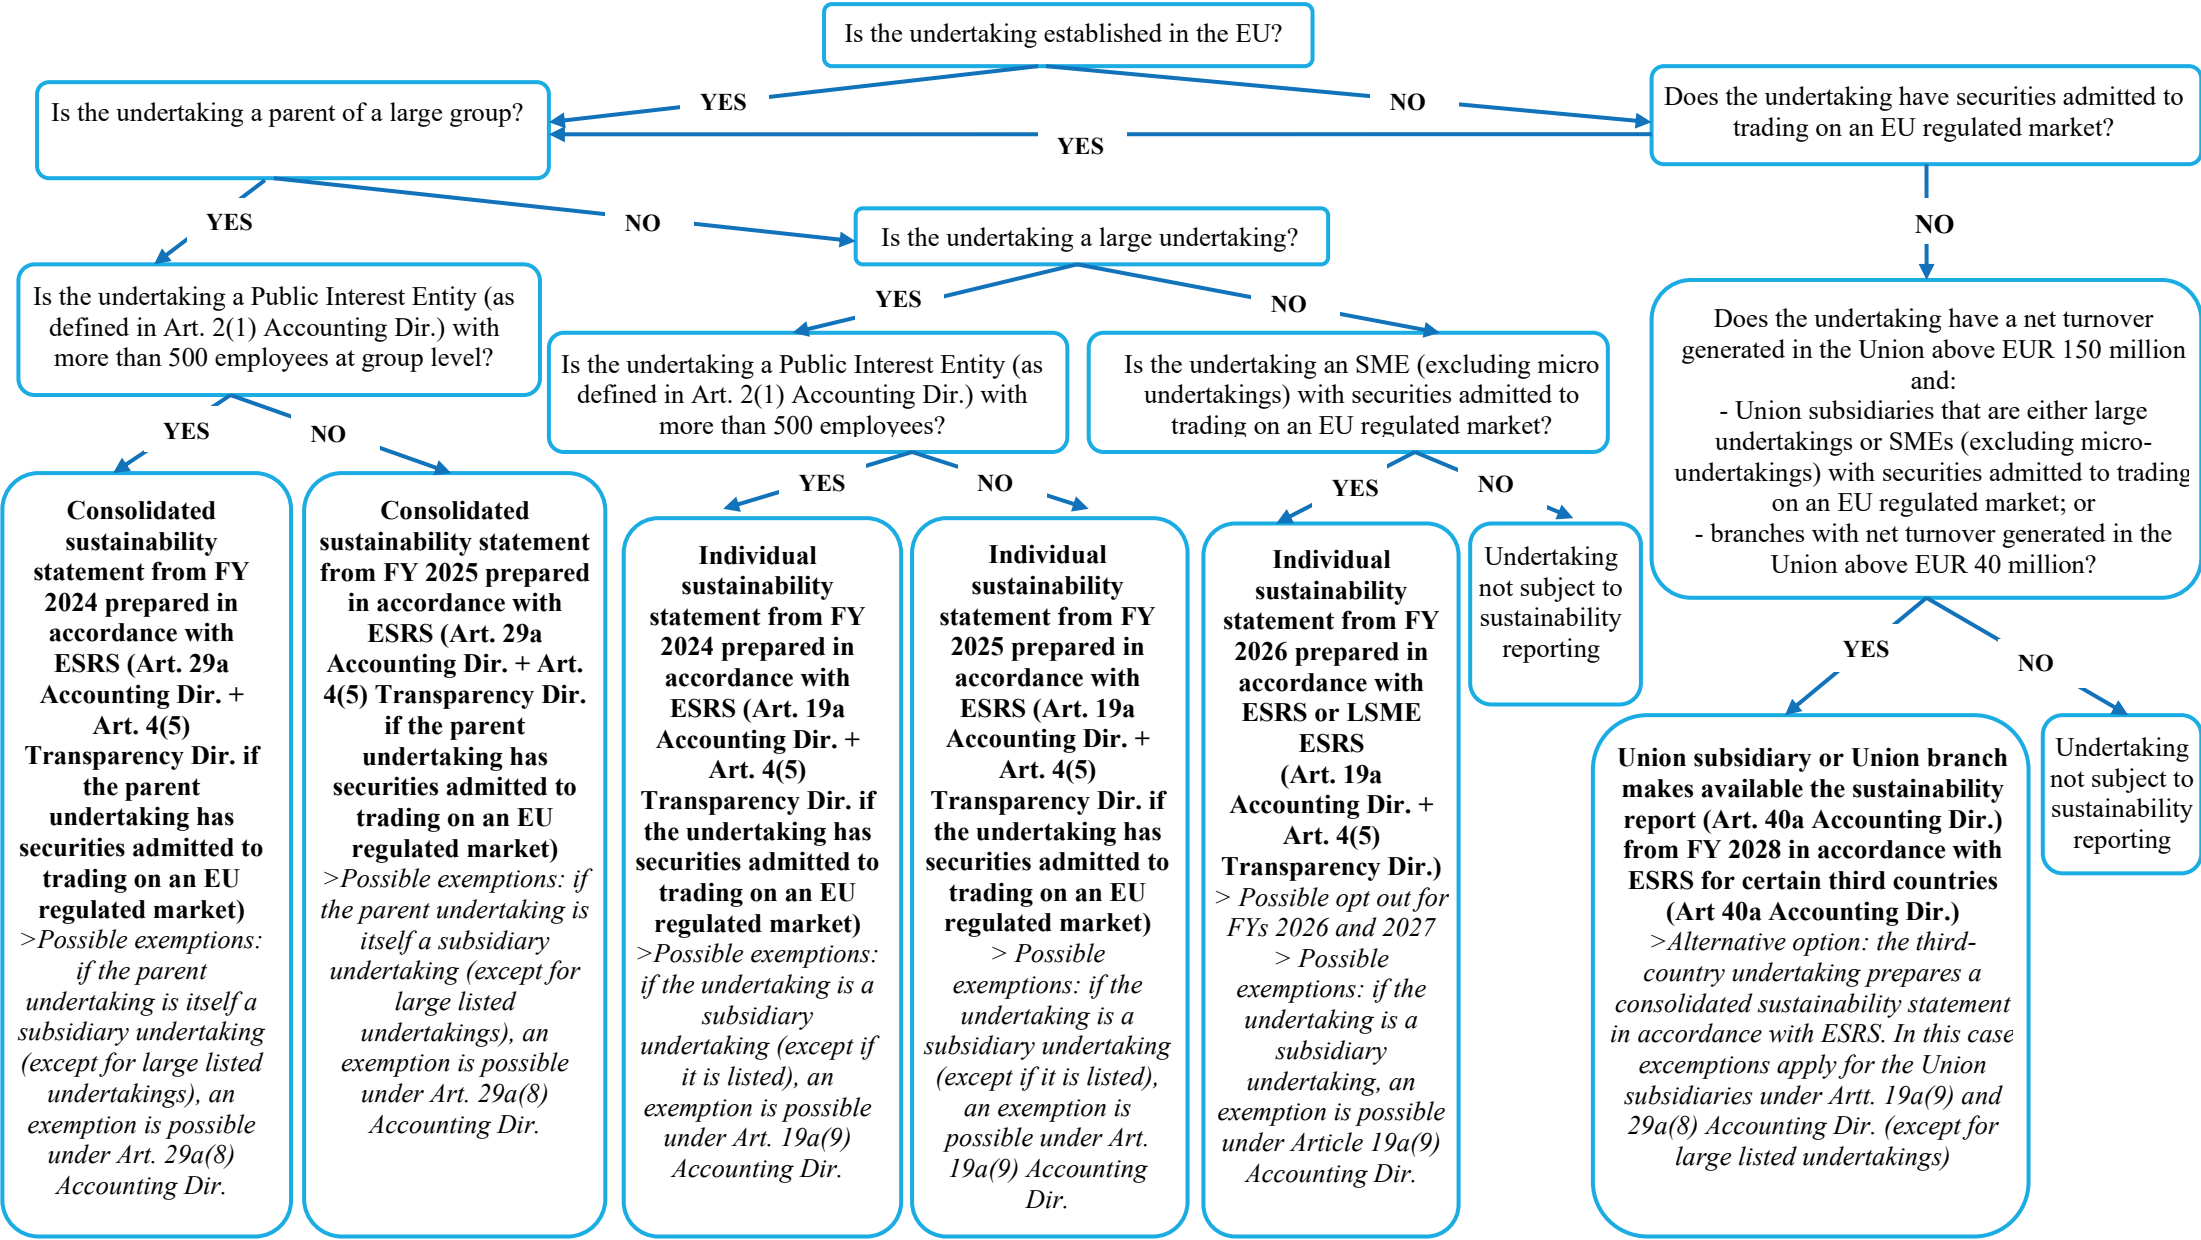 Is the undertaking established in the EU?
YES
NO
Is the undertaking a parent of a large group?
Does the undertaking have securities admitted to
trading on an EU regulated market?
YES
YES
NO
Is the undertaking a large undertaking?
NO
Is the undertaking a Public Interest Entity (as
defined in Art. 2(1) Accounting Dir.) with
more than 500 employees at group level?
YES
NO
Is the undertaking a Public Interest Entity (as
defined in Art. 2(1) Accounting Dir.) with
more than 500 employees?
Is the undertaking an SME (excluding micro
undertakings) with securities admitted to
trading on an EU regulated market?
Does the undertaking have a net turnover
generated in the Union above EUR 150 million
and:
- Union subsidiaries that are either large
undertakings or SMEs (excluding micro-
undertakings) with securities admitted to trading
on an EU regulated market; or
- branches with net turnover generated in the
Union above EUR 40 million?
YES
NO
YES
NO
YES
NO
YES
NO
Consolidated
sustainability
statement from FY
2024 prepared in
accordance with
ESRS (Art. 29a
Accounting Dir. +
Art. 4(5)
Transparency Dir. if
the parent
undertaking has
securities admitted to
trading on an EU
regulated market)
>Possible exemptions:
if the parent
undertaking is itself a
subsidiary undertaking
(except for large listed
undertakings), an
exemption is possible
under Art. 29a(8)
Accounting Dir.
Consolidated
sustainability statement
from FY 2025 prepared
in accordance with
ESRS (Art. 29a
Accounting Dir. + Art.
4(5) Transparency Dir.
if the parent
undertaking has
securities admitted to
trading on an EU
regulated market)
>Possible exemptions: if
the parent undertaking is
itself a subsidiary
undertaking (except for
large listed
undertakings), an
exemption is possible
under Art. 29a(8)
Accounting Dir.
Individual
sustainability
statement from FY
2024 prepared in
accordance with
ESRS (Art. 19a
Accounting Dir. +
Art. 4(5)
Transparency Dir. if
the undertaking has
securities admitted to
trading on an EU
regulated market)
>Possible exemptions:
if the undertaking is a
subsidiary
undertaking (except if
it is listed), an
exemption is possible
under Art. 19a(9)
Accounting Dir.
Individual
sustainability
statement from FY
2025 prepared in
accordance with
ESRS (Art. 19a
Accounting Dir. +
Art. 4(5)
Transparency Dir. if
the undertaking has
securities admitted to
trading on an EU
regulated market)
> Possible
exemptions: if the
undertaking is a
subsidiary undertaking
(except if it is listed),
an exemption is
possible under Art.
19a(9) Accounting
Dir.
Individual
sustainability
statement from FY
2026 prepared in
accordance with
ESRS or LSME
ESRS
(Art. 19a
Accounting Dir. +
Art. 4(5)
Transparency Dir.)
> Possible opt out for
FYs 2026 and 2027
> Possible
exemptions: if the
undertaking is a
subsidiary
undertaking, an
exemption is possible
under Article 19a(9)
Accounting Dir.
Undertaking
not subject to
sustainability
reporting
YES
NO
Union subsidiary or Union branch
makes available the sustainability
report (Art. 40a Accounting Dir.)
from FY 2028 in accordance with
ESRS for certain third countries
(Art 40a Accounting Dir.)
>Alternative option: the third-
country undertaking prepares a
consolidated sustainability statement
in accordance with ESRS. In this case
excemptions apply for the Union
subsidiaries under Artt. 19a(9) and
29a(8) Accounting Dir. (except for
large listed undertakings)
Undertaking
not subject to
sustainability
reporting